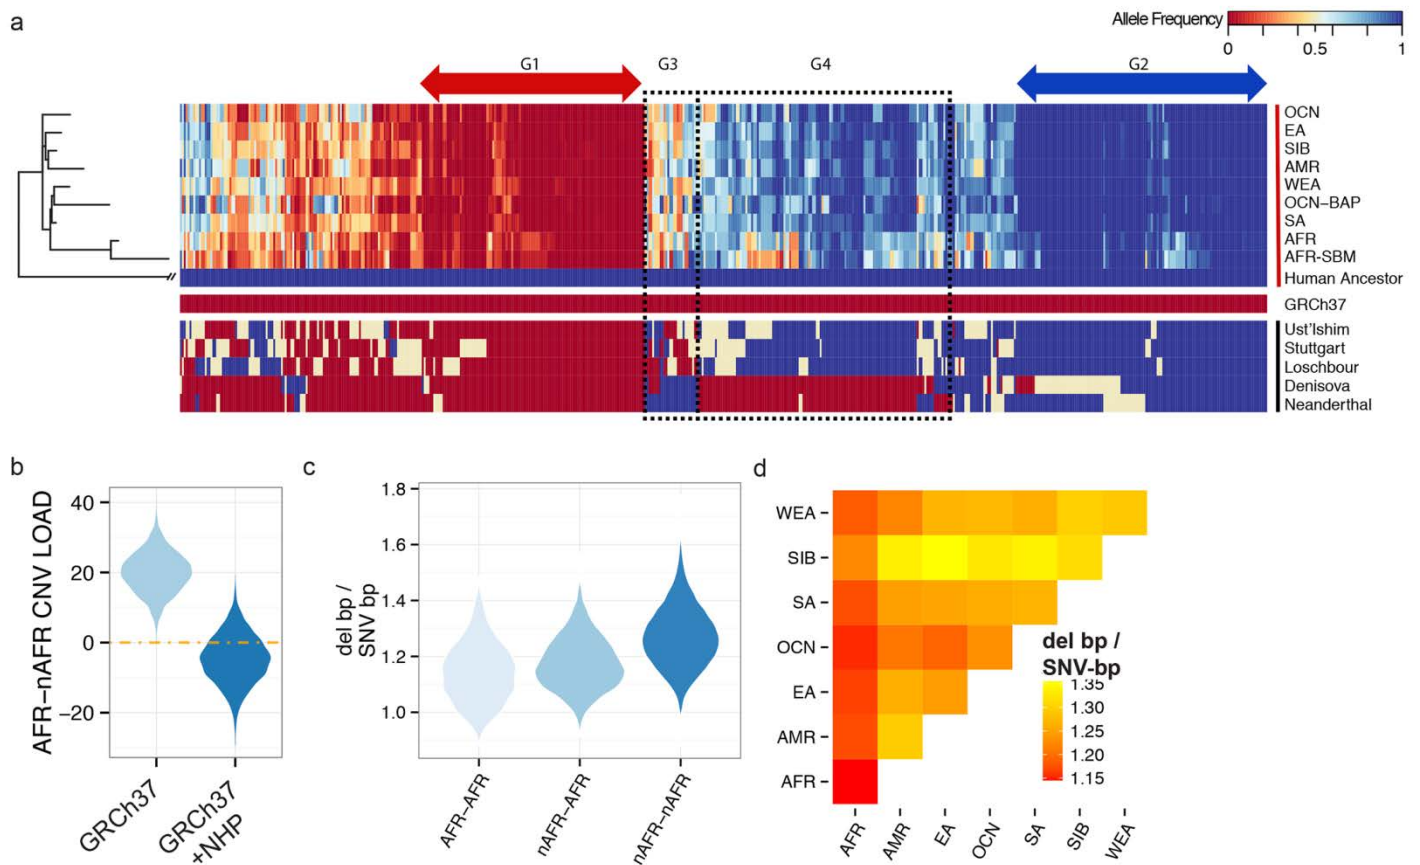 a
Allele Frequency
0 0.5 1
G1 G3 G4 G2
OCN
EA
SIB
AMR
WEA
OCN–BAP
SA
AFR
AFR-SBM
Human Ancestor
GRCh37
Ust'Ishim
Stuttgart
Loschbour
Denisova
Neanderthal
b
AFR–nAFR CNV LOAD
40
20
0
−20
GRCh37
GRCh37
+NHP
c
del bp /
SNV bp
1.8
1.6
1.4
1.2
1.0
AFR–AFR
nAFR–AFR
nAFR–nAFR
d
WEA
SIB
SA
OCN
EA
AMR
AFR
AFR
AMR
EA
OCN
SA
SIB
WEA
del bp /
SNV-bp
1.35
1.30
1.25
1.20
1.15